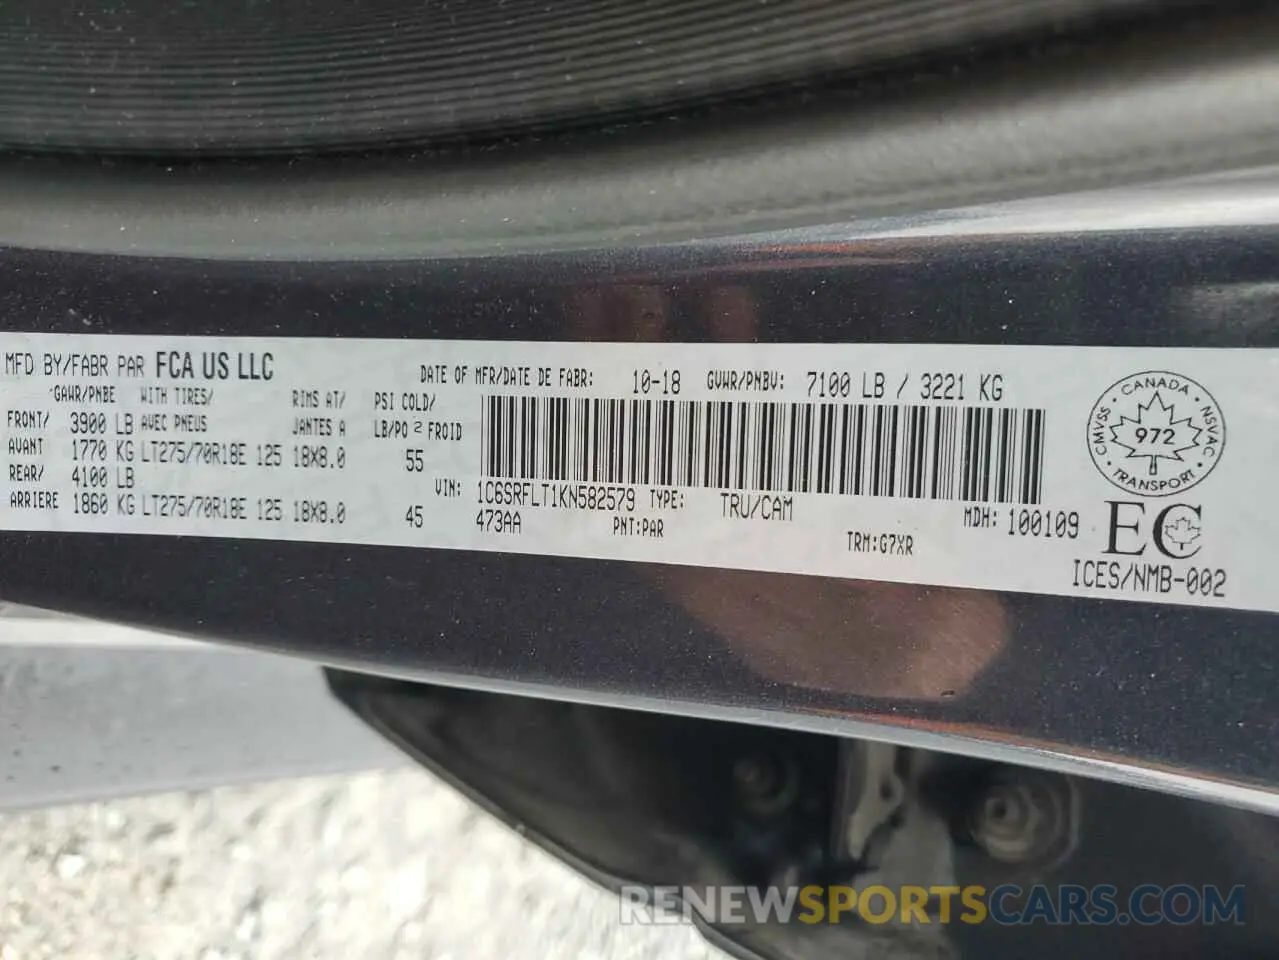 MFD BY/FABR PAR FCA US LLC
DATE OF MFR/DATE DE FABR: 10-18 GVWR/PNBV: 7100 LB / 3221 KG
GAWR/PNBE WITH TIRES/ RIMS AT/ PSI COLD/
FRONT/ 3900 LB AVEC PNEUS JANTES A LB/PO 2 FROID
AVANT 1770 KG LT275/70R18E 125 18X8.0 55
REAR/ 4100 LB
ARRIERE 1860 KG LT275/70R18E 125 18X8.0 45
VIN: 1C6SRFLT1KN582579 TYPE: TRU/CAM MDH: 100109
473AA PNT:PAR TRM:G7XR
CANADA
CMVSS 972 NSVAC
TRANSPORT
EC
ICES/NMB-002
RENEWSPORTSCARS.COM